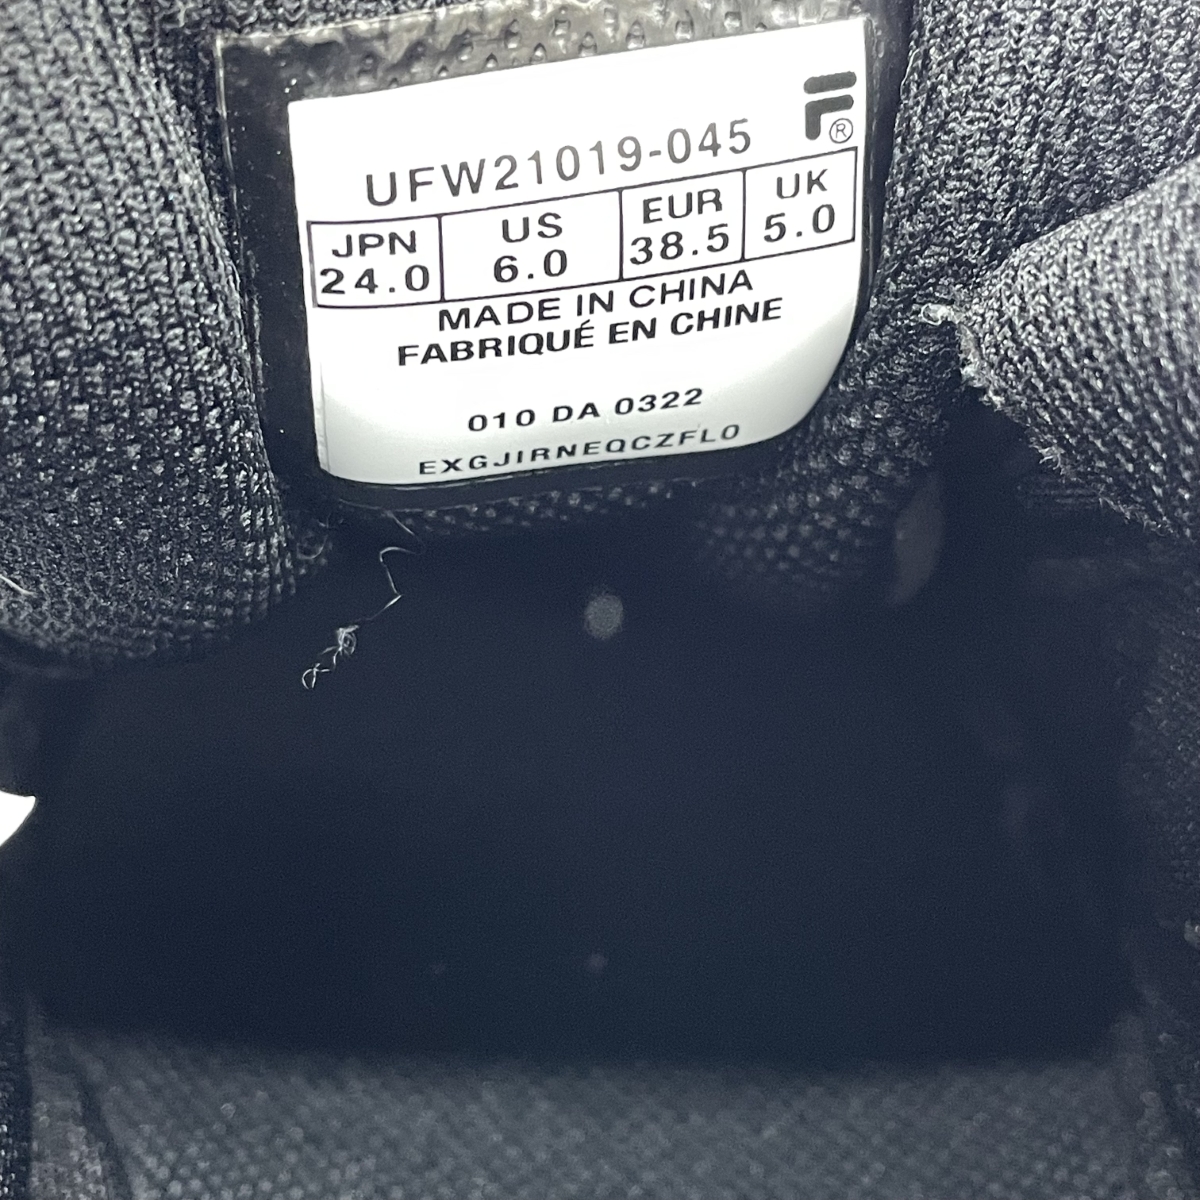 UFW21019-045
JPN US EUR UK
24.0 6.0 38.5 5.0
MADE IN CHINA
FABRIQUÉ EN CHINE
010 DA 0322
EXGJIRNEQCZFL0